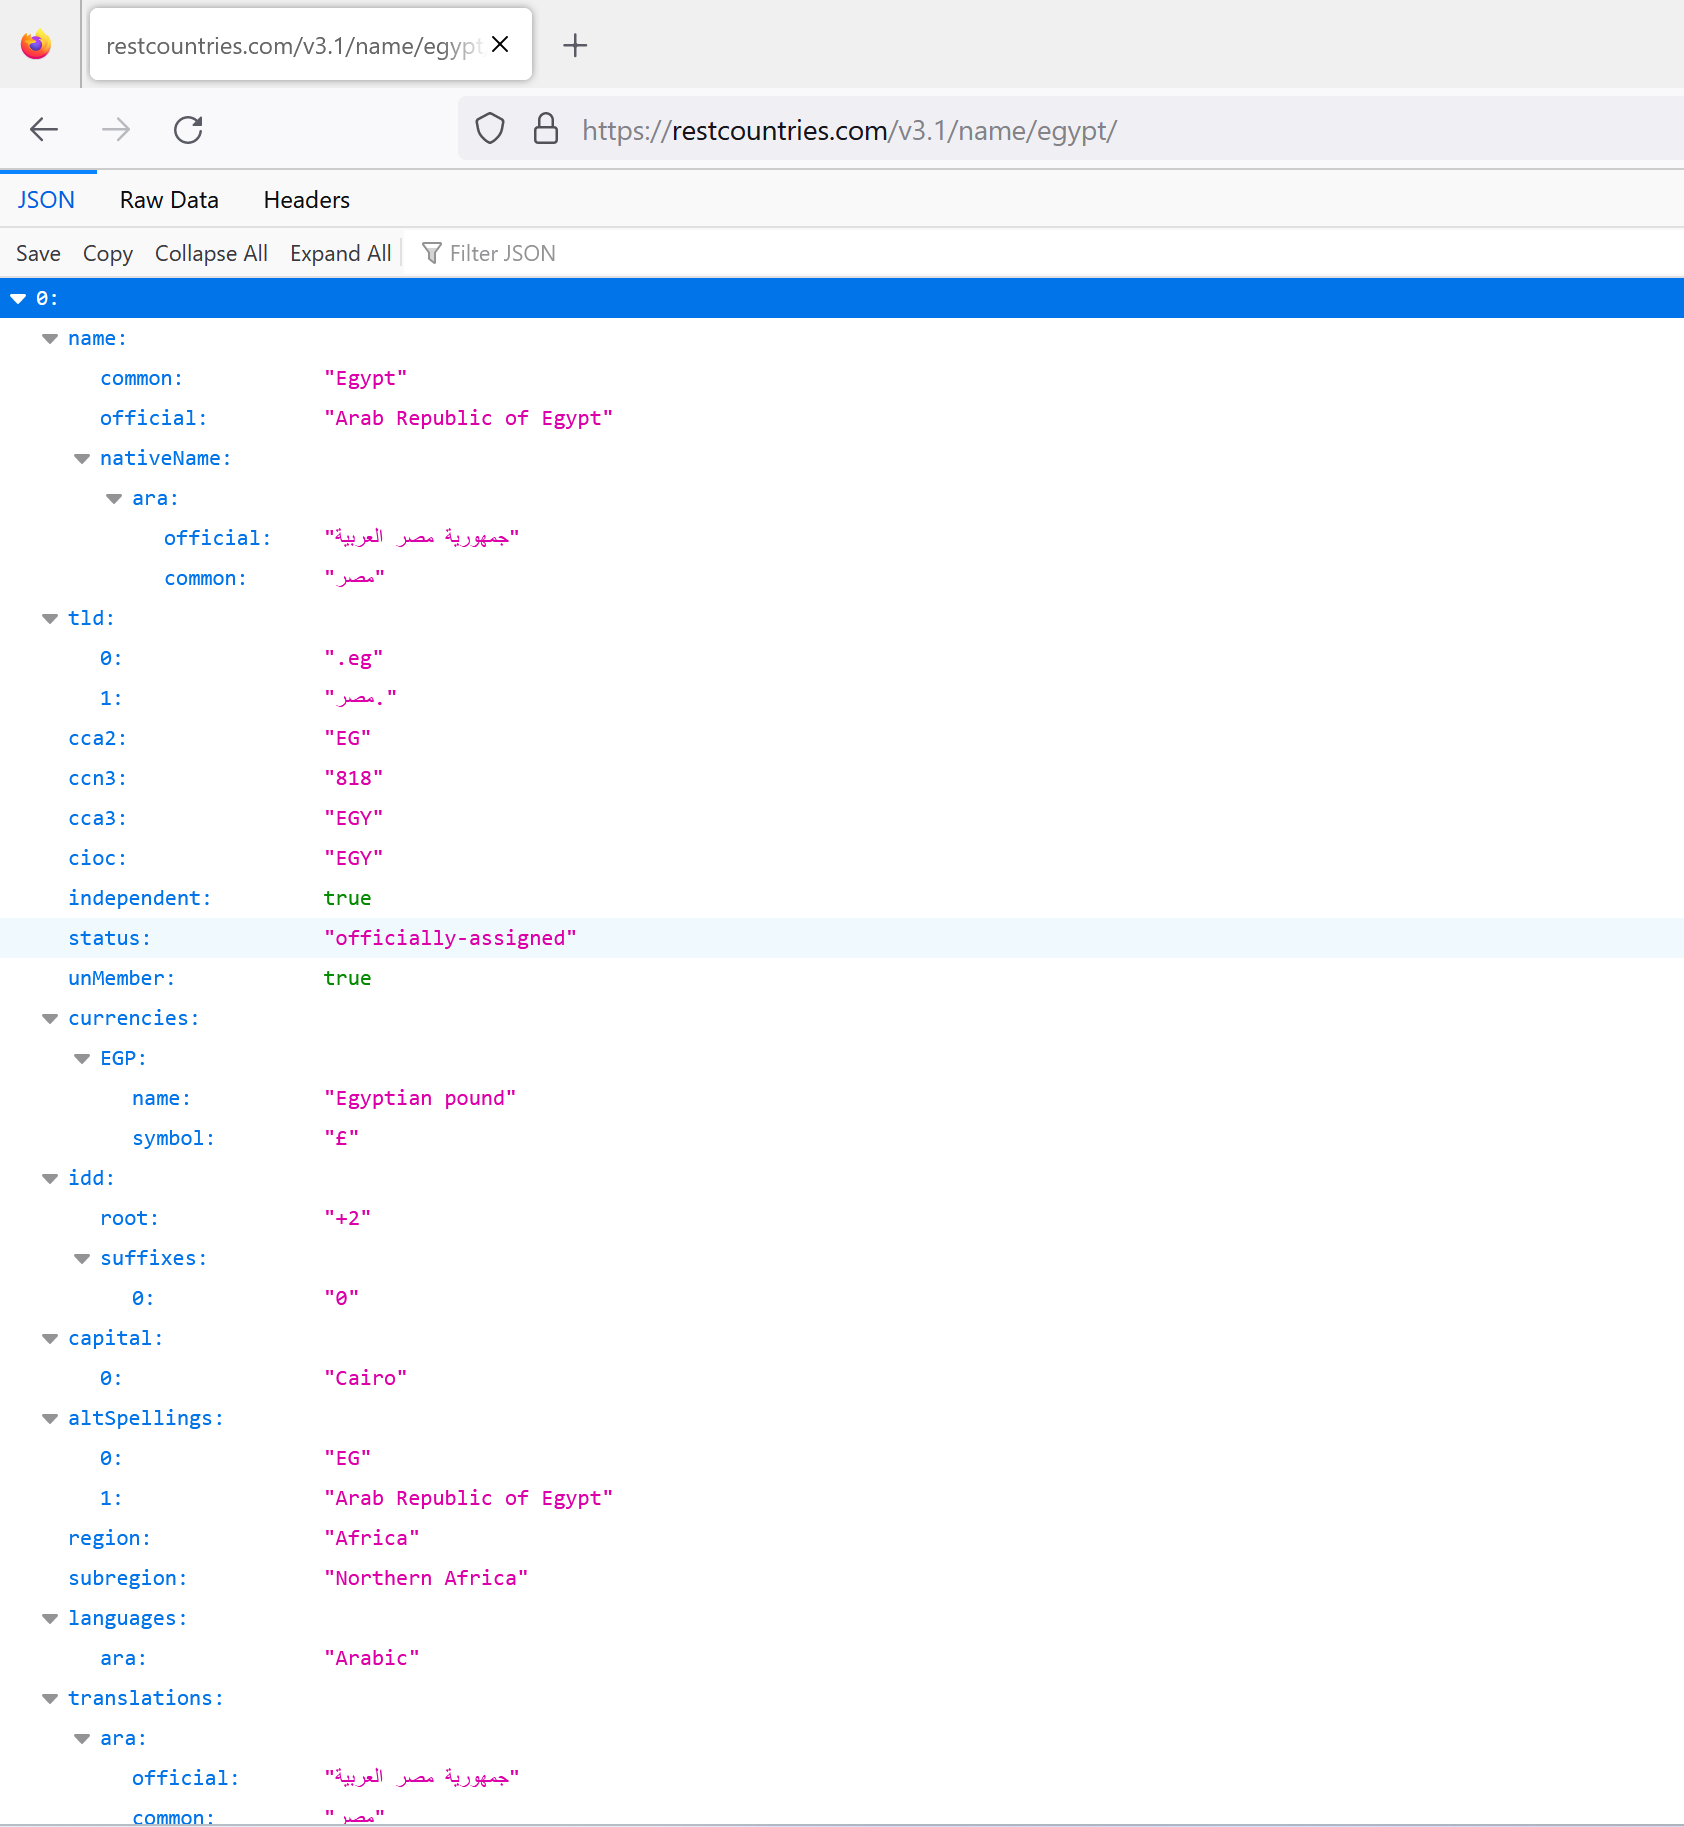 restcountries.com/v3.1/name/egypt
https://restcountries.com/v3.1/name/egypt/
JSON Raw Data Headers
Save Copy Collapse All Expand All Filter JSON
0:
name:
common: "Egypt"
official: "Arab Republic of Egypt"
nativeName:
ara:
official: "جمهورية مصر العربية"
common: "مصر"
tld:
0: ".eg"
1: "مصر."
cca2: "EG"
ccn3: "818"
cca3: "EGY"
cioc: "EGY"
independent: true
status: "officially-assigned"
unMember: true
currencies:
EGP:
name: "Egyptian pound"
symbol: "£"
idd:
root: "+2"
suffixes:
0: "0"
capital:
0: "Cairo"
altSpellings:
0: "EG"
1: "Arab Republic of Egypt"
region: "Africa"
subregion: "Northern Africa"
languages:
ara: "Arabic"
translations:
ara:
official: "جمهورية مصر العربية"
common: "مصر"